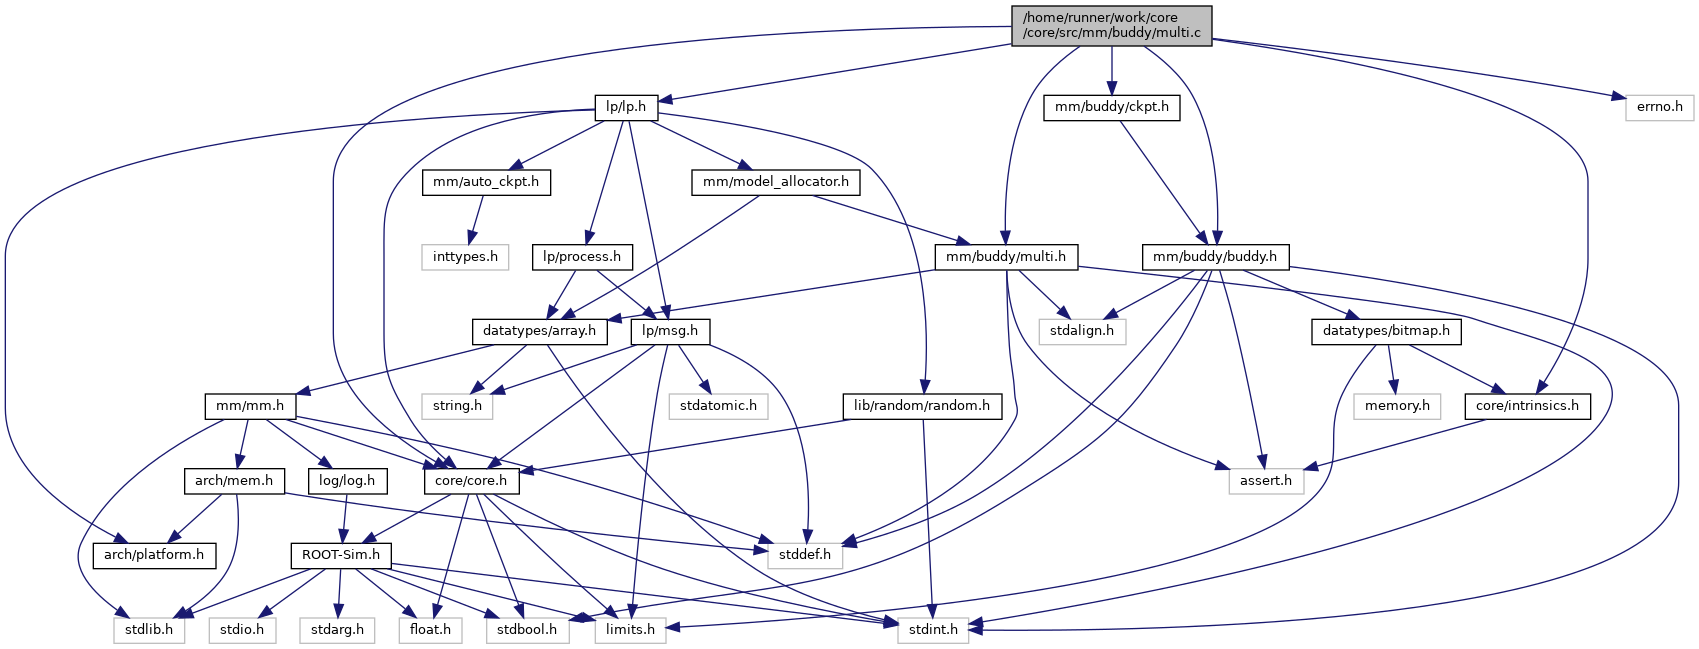 /home/runner/work/core
/core/src/mm/buddy/multi.c
lp/lp.h
mm/buddy/ckpt.h
errno.h
mm/auto_ckpt.h
mm/model_allocator.h
inttypes.h
lp/process.h
mm/buddy/multi.h
mm/buddy/buddy.h
datatypes/array.h
lp/msg.h
stdalign.h
datatypes/bitmap.h
mm/mm.h
string.h
stdatomic.h
lib/random/random.h
memory.h
core/intrinsics.h
arch/mem.h
log/log.h
core/core.h
assert.h
arch/platform.h
ROOT-Sim.h
stddef.h
stdlib.h
stdio.h
stdarg.h
float.h
stdbool.h
limits.h
stdint.h